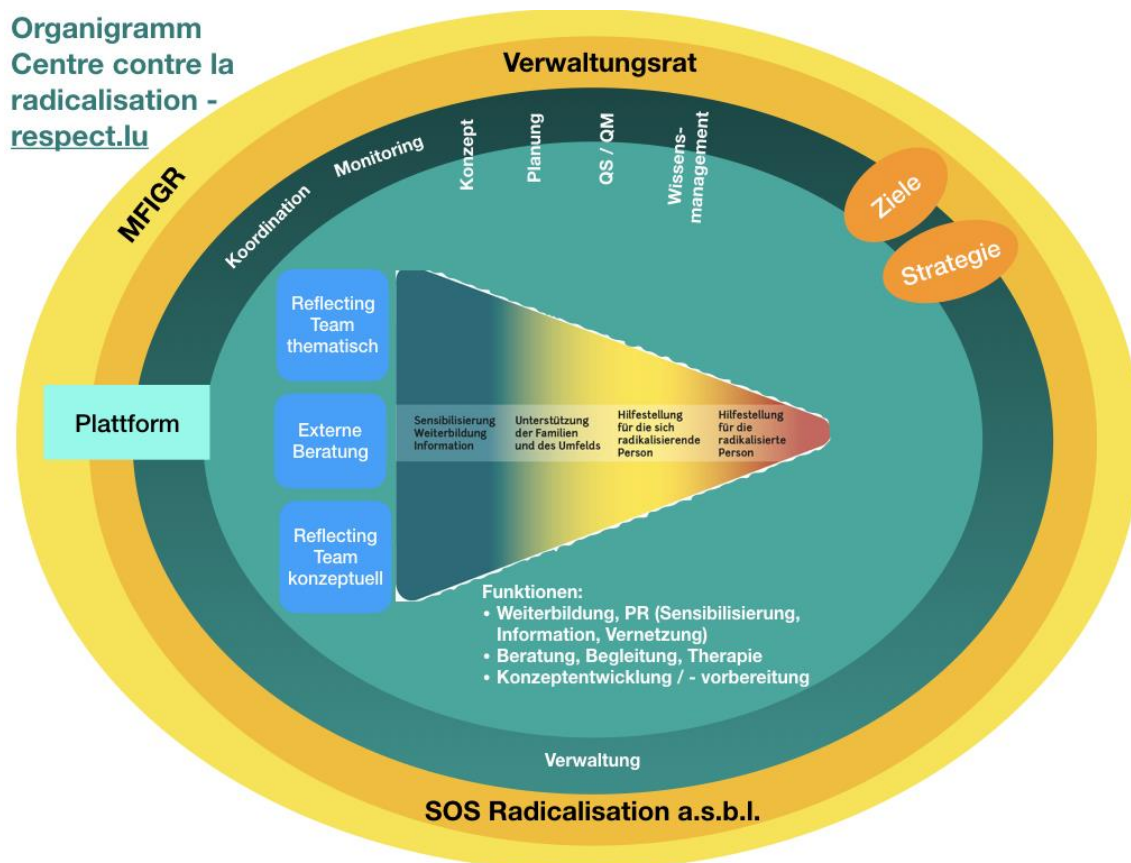 Organigramm
Centre contre la
radicalisation -
respect.lu
Verwaltungsrat
MFIGR
Koordination
Monitoring
Konzept
Planung
QS / QM
Wissens-
management
Ziele
Strategie
Plattform
Reflecting
Team
thematisch
Externe
Beratung
Reflecting
Team
konzeptuell
Sensibilisierung
Weiterbildung
Information
Unterstützung
der Familien
und des Umfelds
Hilfestellung
für die sich
radikalisierende
Person
Hilfestellung
für die
radikalisierte
Person
Funktionen:
• Weiterbildung, PR (Sensibilisierung,
Information, Vernetzung)
• Beratung, Begleitung, Therapie
• Konzeptentwicklung / - vorbereitung
Verwaltung
SOS Radicalisation a.s.b.l.